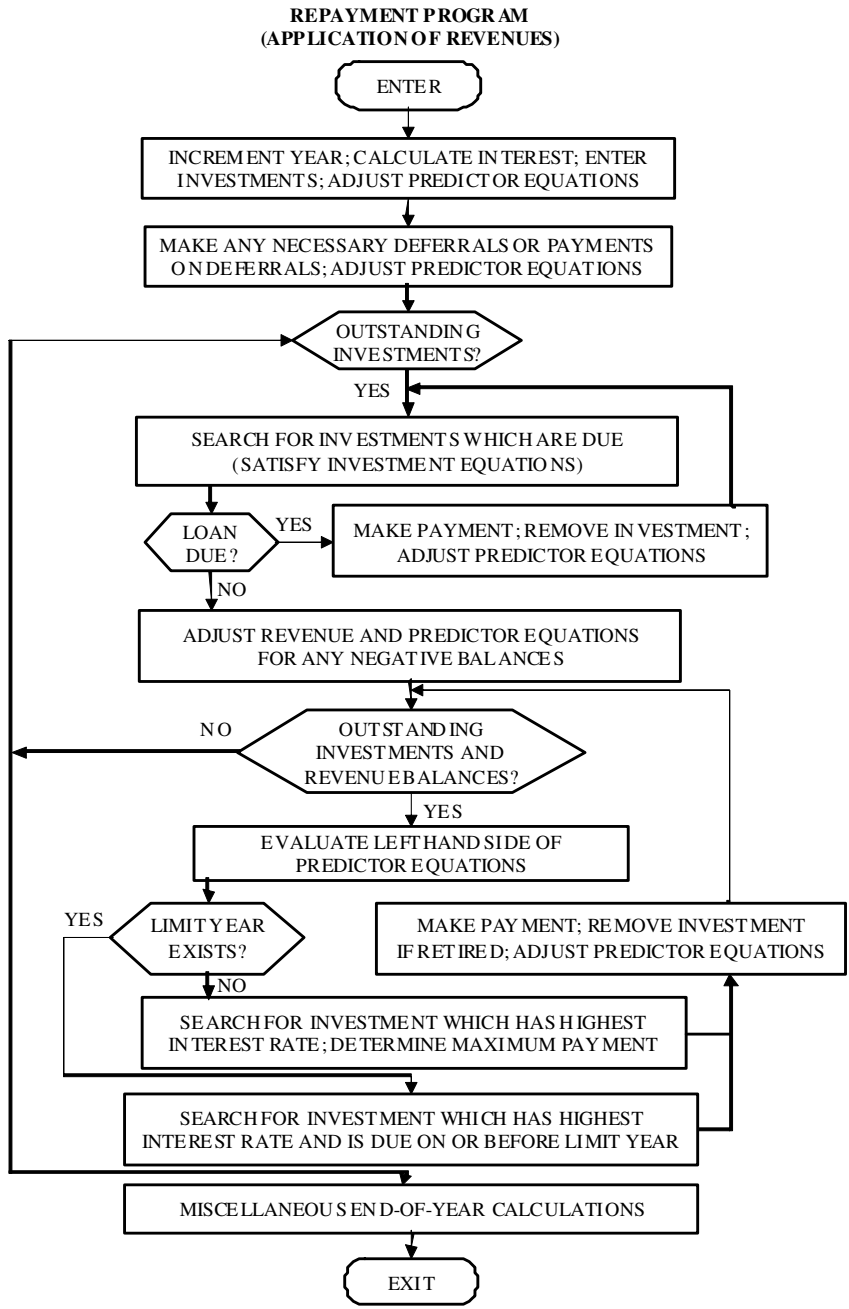 REPAYMENT PROGRAM
(APPLICATION OF REVENUES)
ENTER
INCREMENT YEAR; CALCULATE INTEREST; ENTER
INVESTMENTS; ADJUST PREDICTOR EQUATIONS
MAKE ANY NECESSARY DEFERRALS OR PAYMENTS
ON DEFERRALS; ADJUST PREDICTOR EQUATIONS
OUTSTANDING
INVESTMENTS?
YES
SEARCH FOR INVESTMENTS WHICH ARE DUE
(SATISFY INVESTMENT EQUATIONS)
LOAN
DUE?
YES
MAKE PAYMENT; REMOVE INVESTMENT;
ADJUST PREDICTOR EQUATIONS
NO
ADJUST REVENUE AND PREDICTOR EQUATIONS
FOR ANY NEGATIVE BALANCES
NO
OUTSTANDING
INVESTMENTS AND
REVENUE BALANCES?
YES
EVALUATE LEFT HAND SIDE OF
PREDICTOR EQUATIONS
YES
LIMIT YEAR
EXISTS?
MAKE PAYMENT; REMOVE INVESTMENT
IF RETIRED; ADJUST PREDICTOR EQUATIONS
NO
SEARCH FOR INVESTMENT WHICH HAS HIGHEST
INTEREST RATE; DETERMINE MAXIMUM PAYMENT
SEARCH FOR INVESTMENT WHICH HAS HIGHEST
INTEREST RATE AND IS DUE ON OR BEFORE LIMIT YEAR
MISCELLANEOUS END-OF-YEAR CALCULATIONS
EXIT